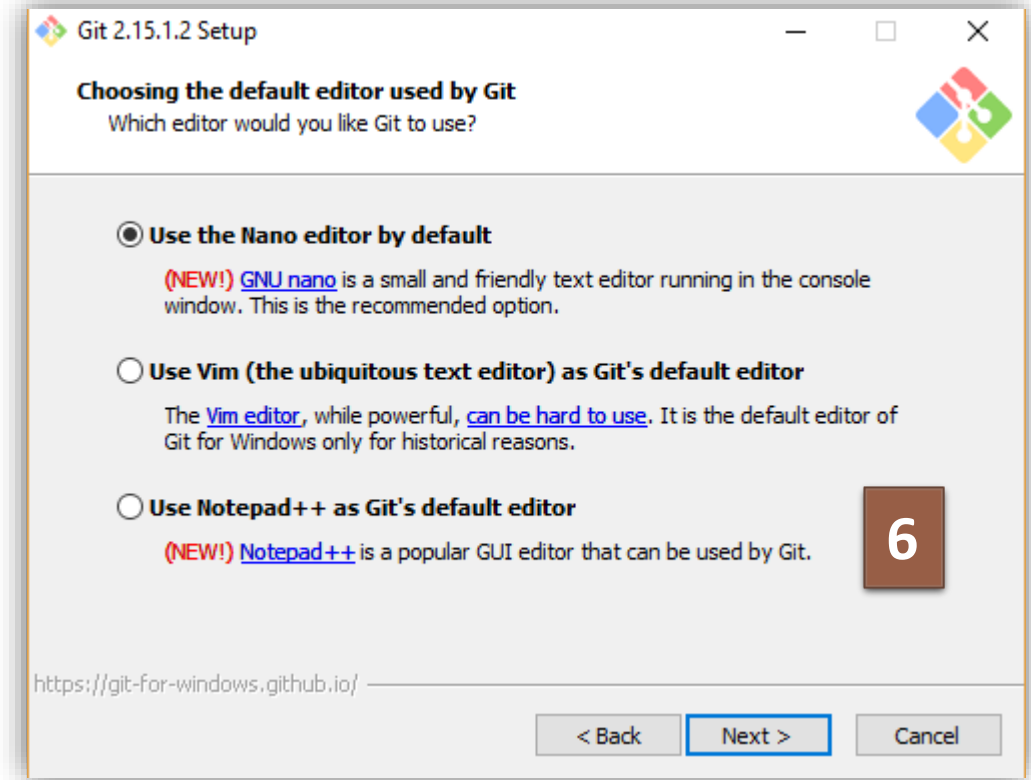 Git 2.15.1.2 Setup
Choosing the default editor used by Git
Which editor would you like Git to use?
Use the Nano editor by default
(NEW!) GNU nano is a small and friendly text editor running in the console
window. This is the recommended option.
Use Vim (the ubiquitous text editor) as Git's default editor
The Vim editor, while powerful, can be hard to use. It is the default editor of
Git for Windows only for historical reasons.
Use Notepad++ as Git's default editor
(NEW!) Notepad++ is a popular GUI editor that can be used by Git.
6
https://git-for-windows.github.io/
< Back Next > Cancel